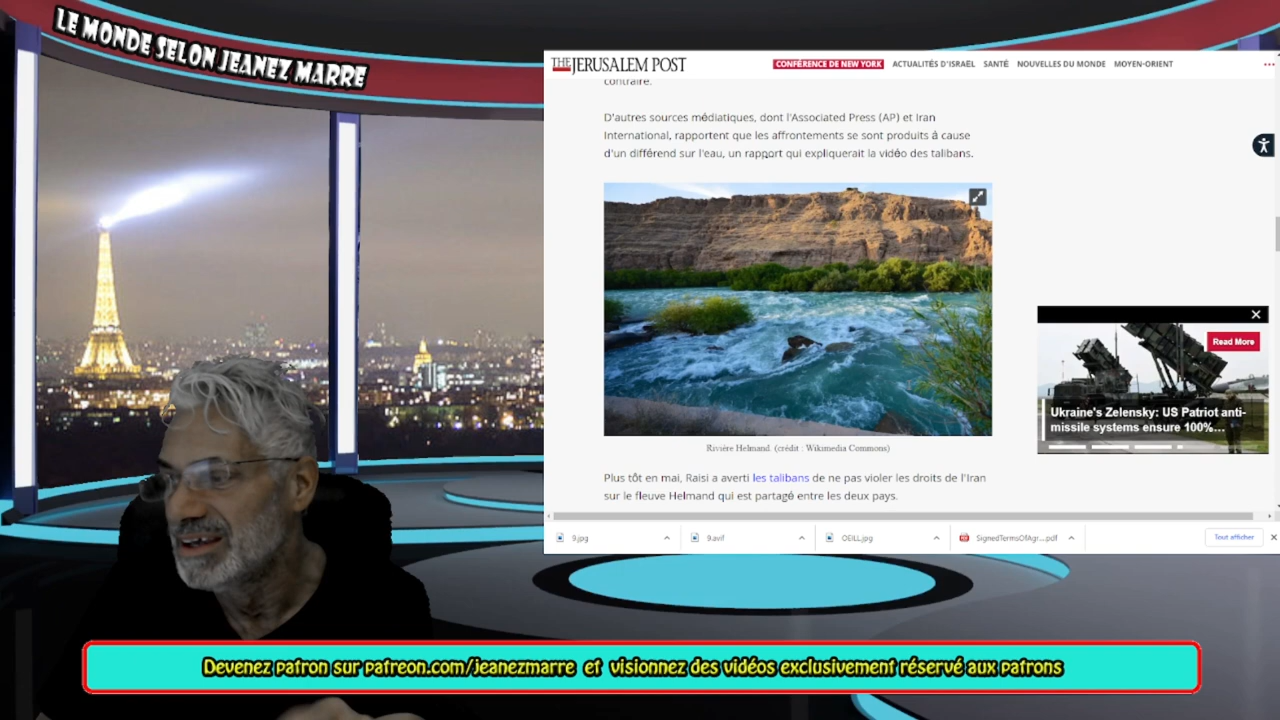 LE MONDE SELON JEANEZ MARRE
THE JERUSALEM POST
CONFÉRENCE DE NEW YORK ACTUALITÉS D'ISRAËL SANTÉ NOUVELLES DU MONDE MOYEN-ORIENT
contraire.
D'autres sources médiatiques, dont l'Associated Press (AP) et Iran
International, rapportent que les affrontements se sont produits à cause
d'un différend sur l'eau, un rapport qui expliquerait la vidéo des talibans.
Rivière Helmand. (crédit : Wikimedia Commons)
Read More
Ukraine's Zelensky: US Patriot anti-
missile systems ensure 100%...
Plus tôt en mai, Raisi a averti les talibans de ne pas violer les droits de l'Iran
sur le fleuve Helmand qui est partagé entre les deux pays.
9.jpg 9.avif OEILL.jpg SignedTermsOfAgr....pdf Tout afficher
Devenez patron sur patreon.com/jeanezmarre et visionnez des vidéos exclusivement réservé aux patrons